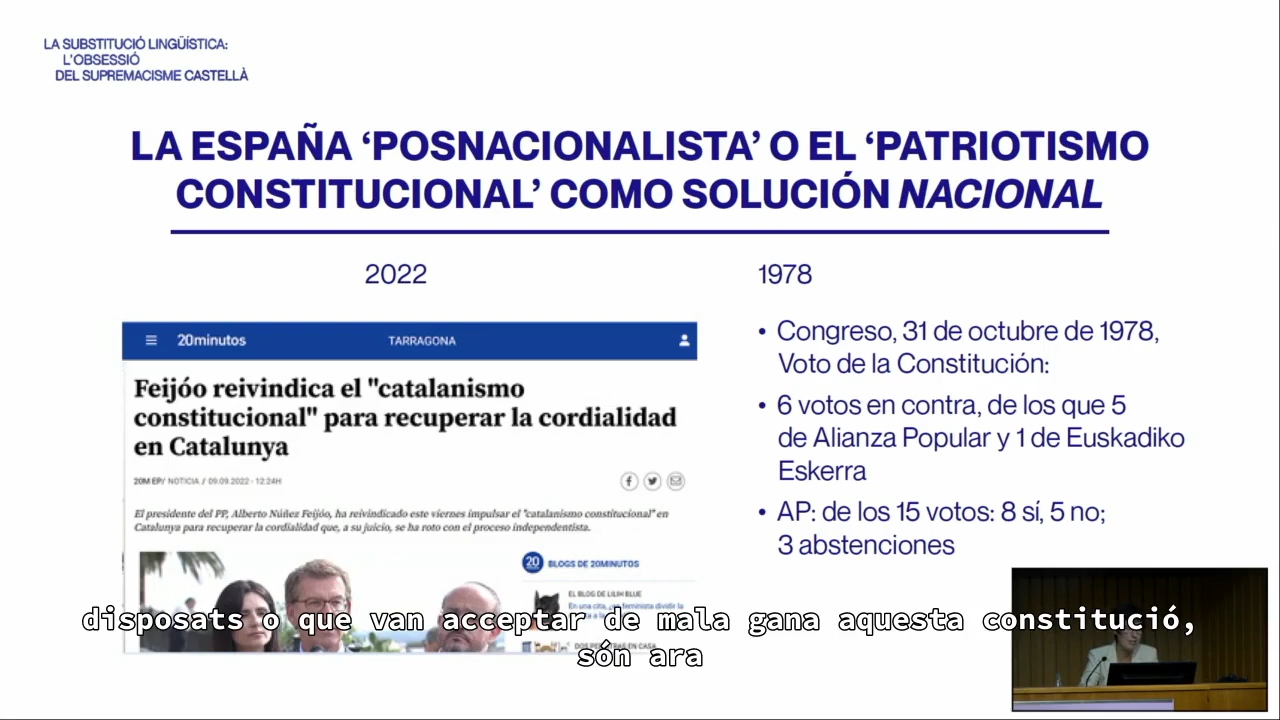 LA SUBSTITUCIÓ LINGÜÍSTICA:
L'OBSESSIÓ
DEL SUPREMACISME CASTELLÀ
LA ESPAÑA ‘POSNACIONALISTA’ O EL ‘PATRIOTISMO
CONSTITUCIONAL’ COMO SOLUCIÓN NACIONAL
2022
20minutos
TARRAGONA
Feijóo reivindica el "catalanismo
constitucional" para recuperar la cordialidad
en Catalunya
20M EP/ NOTICIA / 09.09.2022 - 12:24H
El presidente del PP, Alberto Núñez Feijóo, ha reivindicado este viernes impulsar el "catalanismo constitucional" en
Catalunya para recuperar la cordialidad que, a su juicio, se ha roto con el proceso independentista.
20 BLOGS DE 20MINUTOS
EL BLOG DE LILIH BLUE
1978
• Congreso, 31 de octubre de 1978,
Voto de la Constitución:
• 6 votos en contra, de los que 5
de Alianza Popular y 1 de Euskadiko
Eskerra
• AP: de los 15 votos: 8 sí, 5 no;
3 abstenciones
disposats o que van acceptar de mala gana aquesta constitució,
són ara